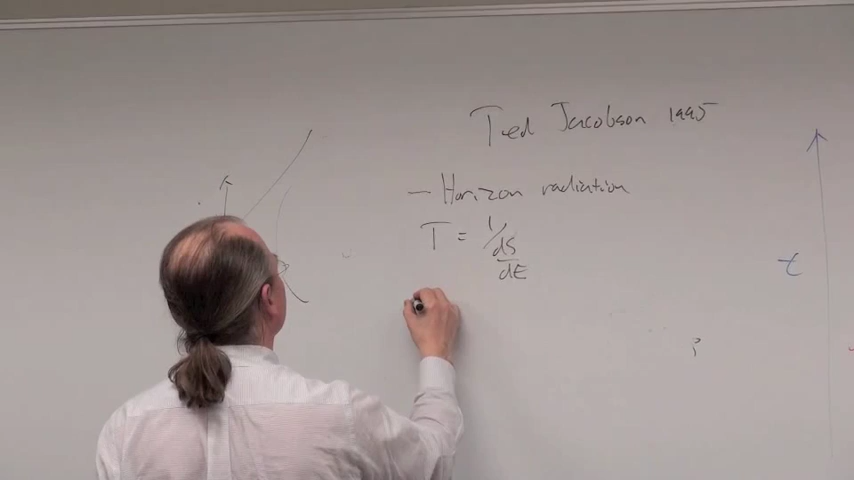 Ted Jacobson 1995
- Horizon radiation
T = 1/
dS
dE
t